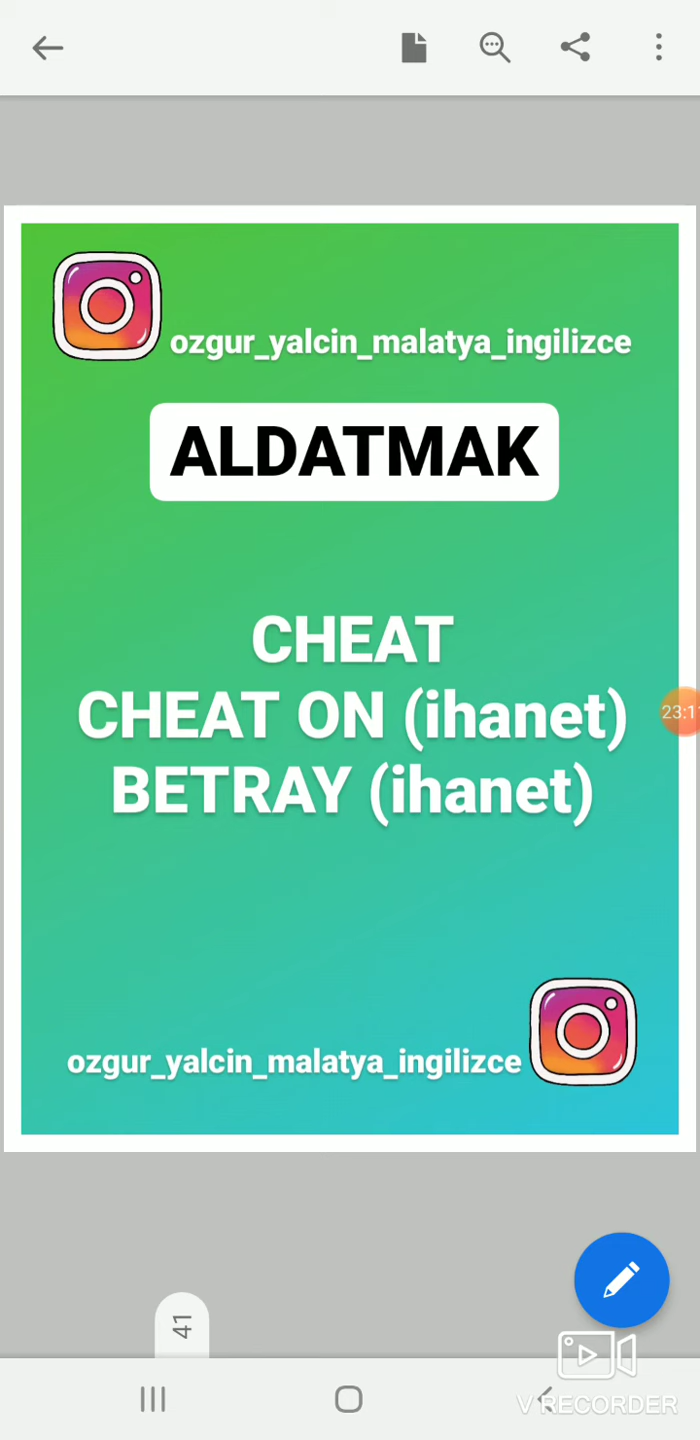 ozgur_yalcin_malatya_ingilizce
ALDATMAK
CHEAT
CHEAT ON (ihanet)
BETRAY (ihanet)
ozgur_yalcin_malatya_ingilizce
41
V RECORDER